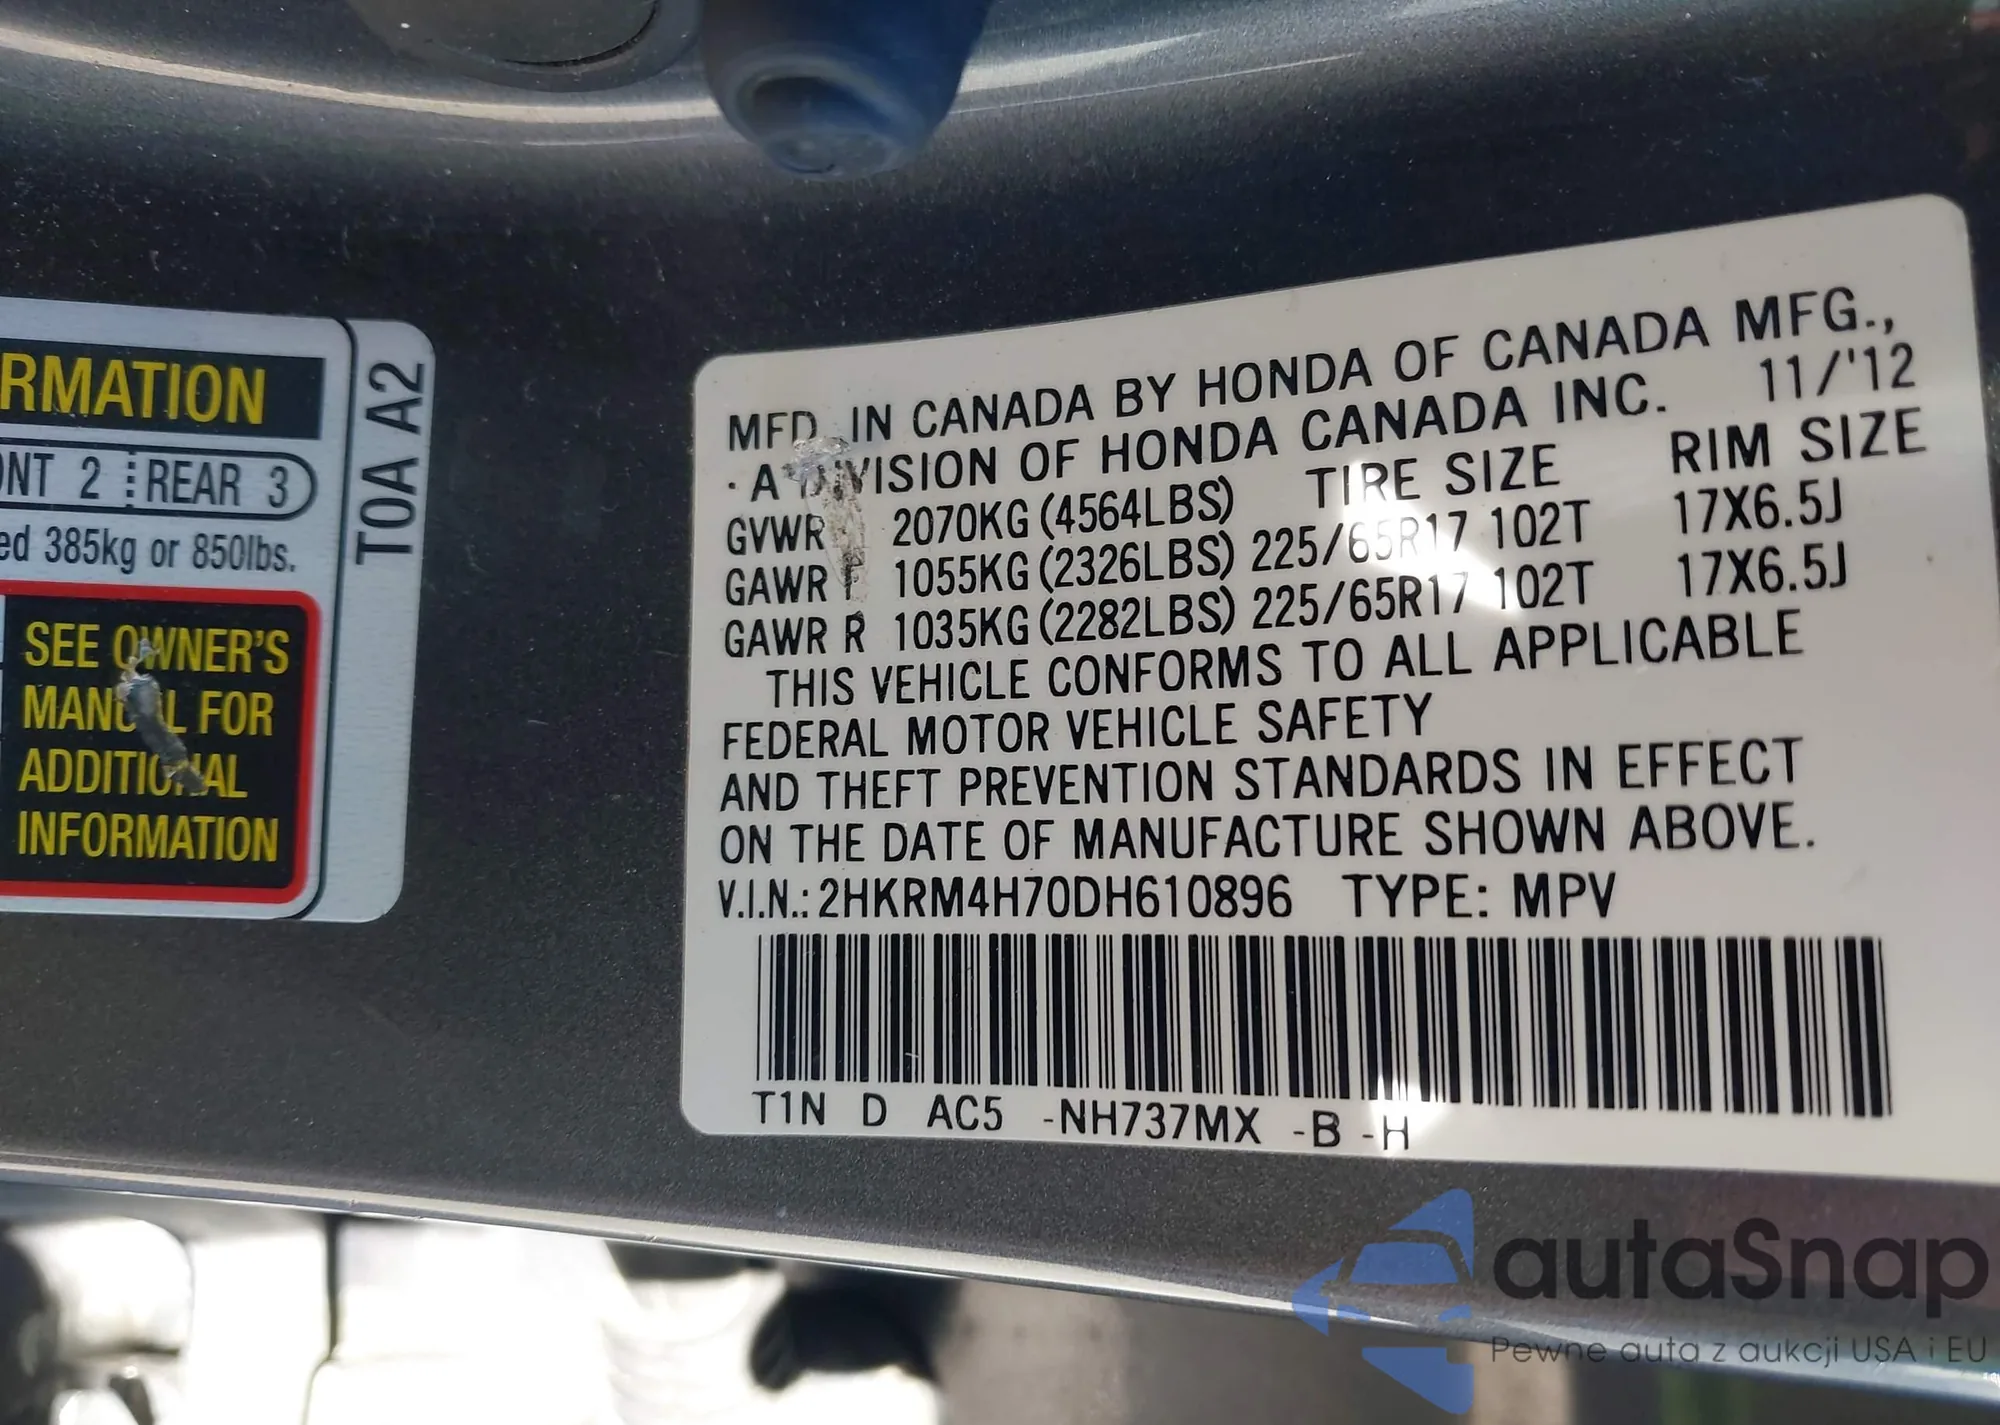 RMATION
ONT 2 REAR 3
ed 385kg or 850lbs.
SEE OWNER'S
MANUAL FOR
ADDITIONAL
INFORMATION
T0A A2
MFD. IN CANADA BY HONDA OF CANADA MFG.,
A DIVISION OF HONDA CANADA INC. 11/'12
GVWR 2070KG (4564LBS) TIRE SIZE RIM SIZE
GAWR F 1055KG (2326LBS) 225/65R17 102T 17X6.5J
GAWR R 1035KG (2282LBS) 225/65R17 102T 17X6.5J
THIS VEHICLE CONFORMS TO ALL APPLICABLE
FEDERAL MOTOR VEHICLE SAFETY
AND THEFT PREVENTION STANDARDS IN EFFECT
ON THE DATE OF MANUFACTURE SHOWN ABOVE.
V.I.N.: 2HKRM4H70DH610896 TYPE: MPV
T1N D AC5 -NH737MX -B -H
autaSnap
Pewne auta z aukcji USA i EU